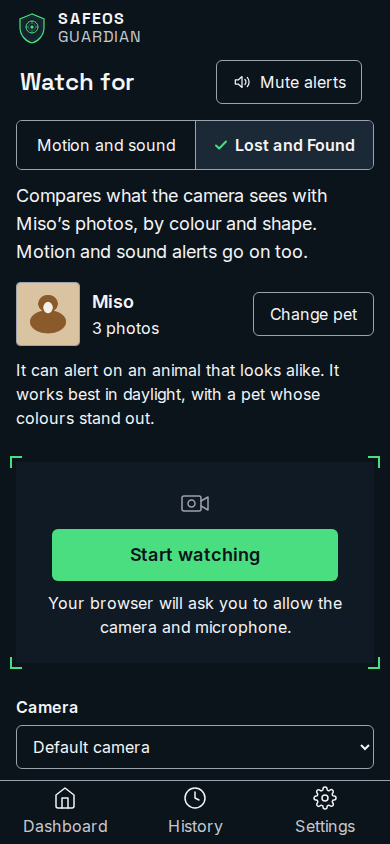 SAFEOS
GUARDIAN
Watch for
Mute alerts
Motion and sound
Lost and Found
Compares what the camera sees with
Miso’s photos, by colour and shape.
Motion and sound alerts go on too.
Miso
3 photos
Change pet
It can alert on an animal that looks alike. It
works best in daylight, with a pet whose
colours stand out.
Start watching
Your browser will ask you to allow the
camera and microphone.
Camera
Default camera
Dashboard
History
Settings